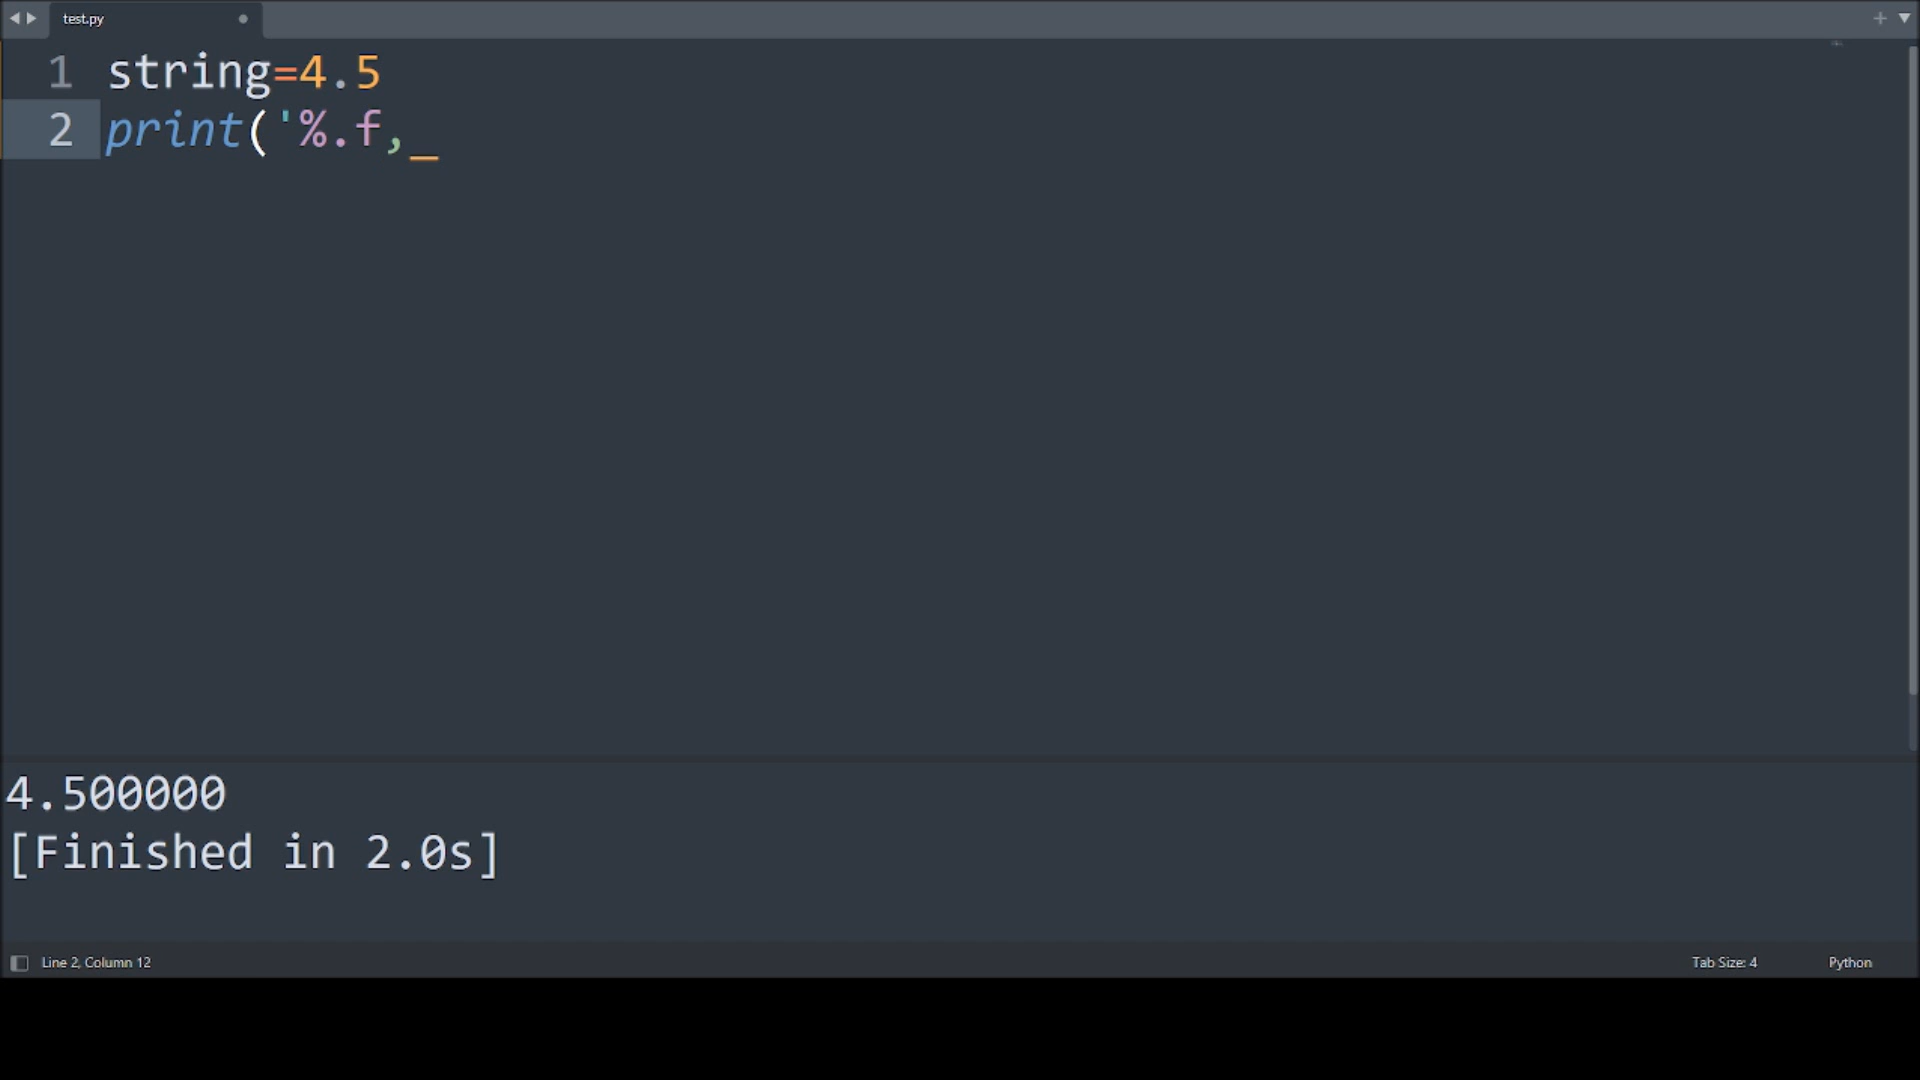 test.py
1 string=4.5
2 print('%.f,
4.500000
[Finished in 2.0s]
Line 2, Column 12
Tab Size: 4
Python